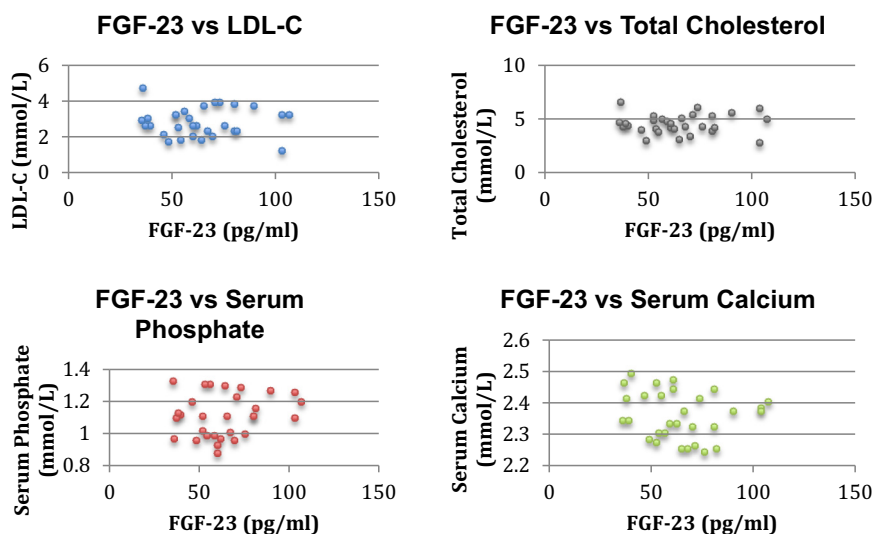 FGF-23 vs LDL-C
LDL-C (mmol/L)
6
4
2
0
0 50 100 150
FGF-23 (pg/ml)
FGF-23 vs Total Cholesterol
Total Cholesterol
(mmol/L)
10
5
0
0 50 100 150
FGF-23 (pg/ml)
FGF-23 vs Serum
Phosphate
Serum Phosphate
(mmol/L)
1.4
1.2
1
0.8
0 50 100 150
FGF-23 (pg/ml)
FGF-23 vs Serum Calcium
Serum Calcium
(mmol/L)
2.6
2.5
2.4
2.3
2.2
0 50 100 150
FGF-23 (pg/ml)